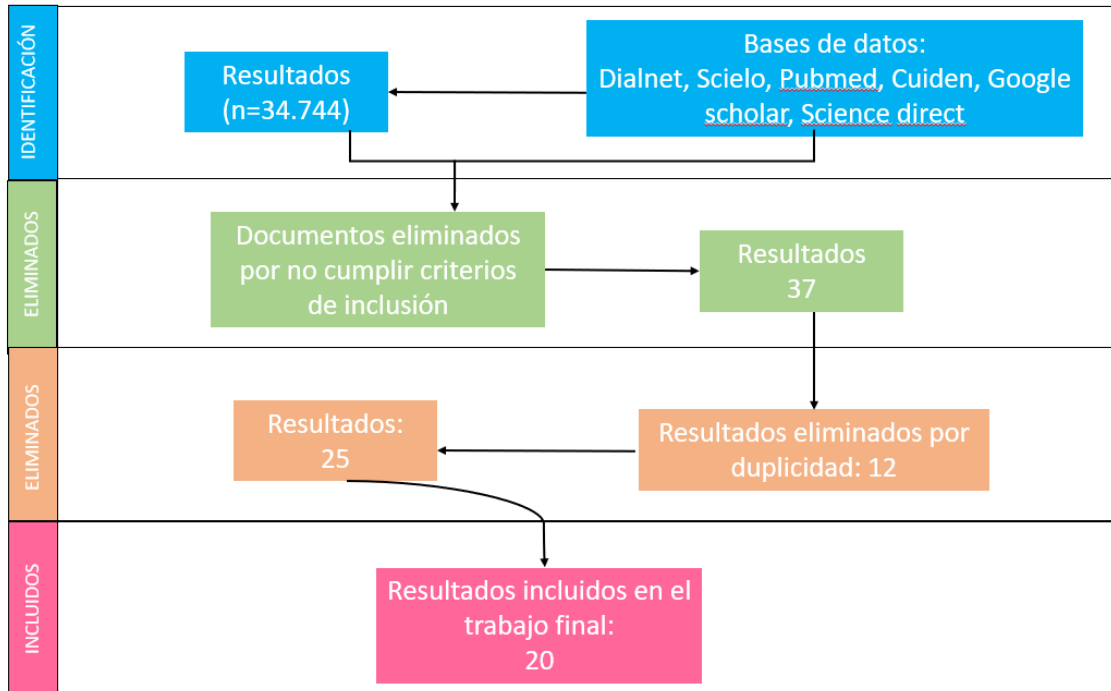 IDENTIFICACIÓN
Resultados
(n=34.744)
Bases de datos:
Dialnet, Scielo, Pubmed, Cuiden, Google
scholar, Science direct
ELIMINADOS
Documentos eliminados
por no cumplir criterios
de inclusión
Resultados
37
ELIMINADOS
Resultados:
25
Resultados eliminados por
duplicidad: 12
INCLUIDOS
Resultados incluidos en el
trabajo final:
20